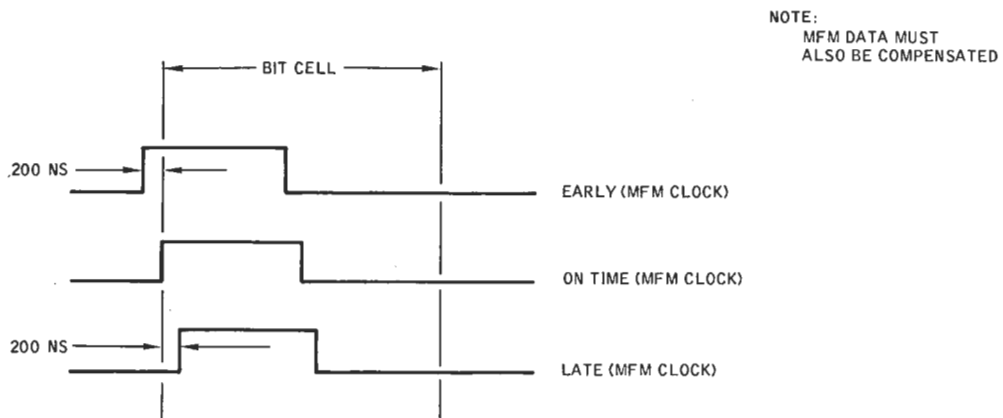 NOTE:
MFM DATA MUST
ALSO BE COMPENSATED
BIT CELL
200 NS
EARLY (MFM CLOCK)
ON TIME (MFM CLOCK)
200 NS
LATE (MFM CLOCK)